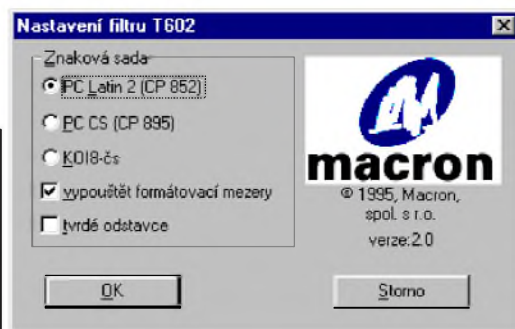 Nastavení filtru T602
Znaková sada
PC Latin 2 (CP 852)
PC CS (CP 895)
KOI8-čs
vypouštět formátovací mezery
tvrdé odstavce
macron
© 1995, Macron,
spol. s r.o.
verze:2.0
OK
Storno